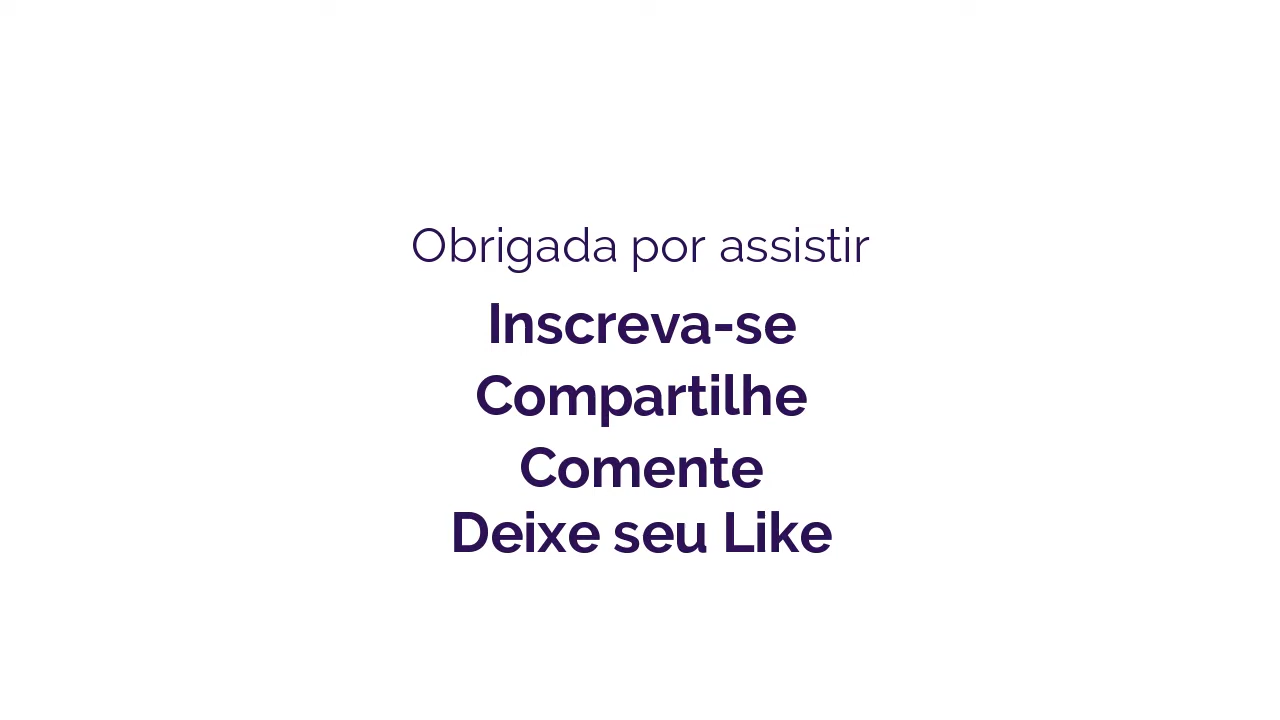 Obrigada por assistir
Inscreva-se
Compartilhe
Comente
Deixe seu Like